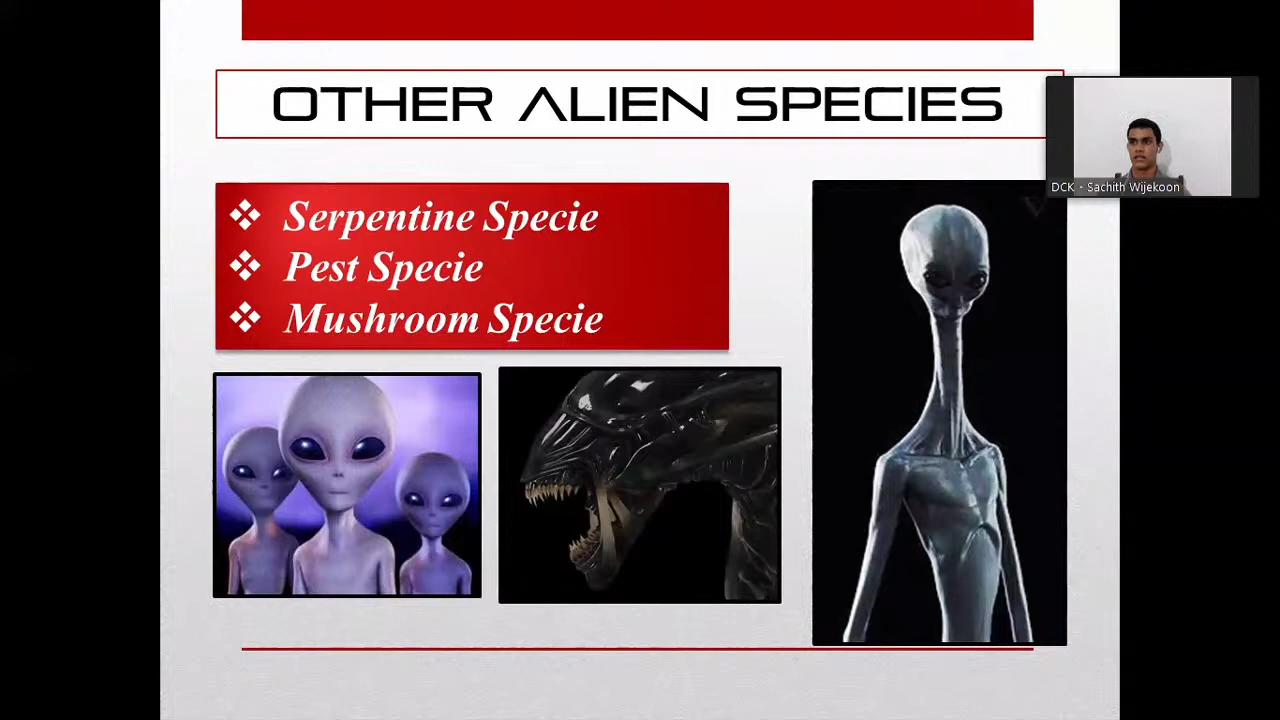 OTHER ALIEN SPECIES
DCK - Sachith Wijekoon
❖ Serpentine Specie
❖ Pest Specie
❖ Mushroom Specie